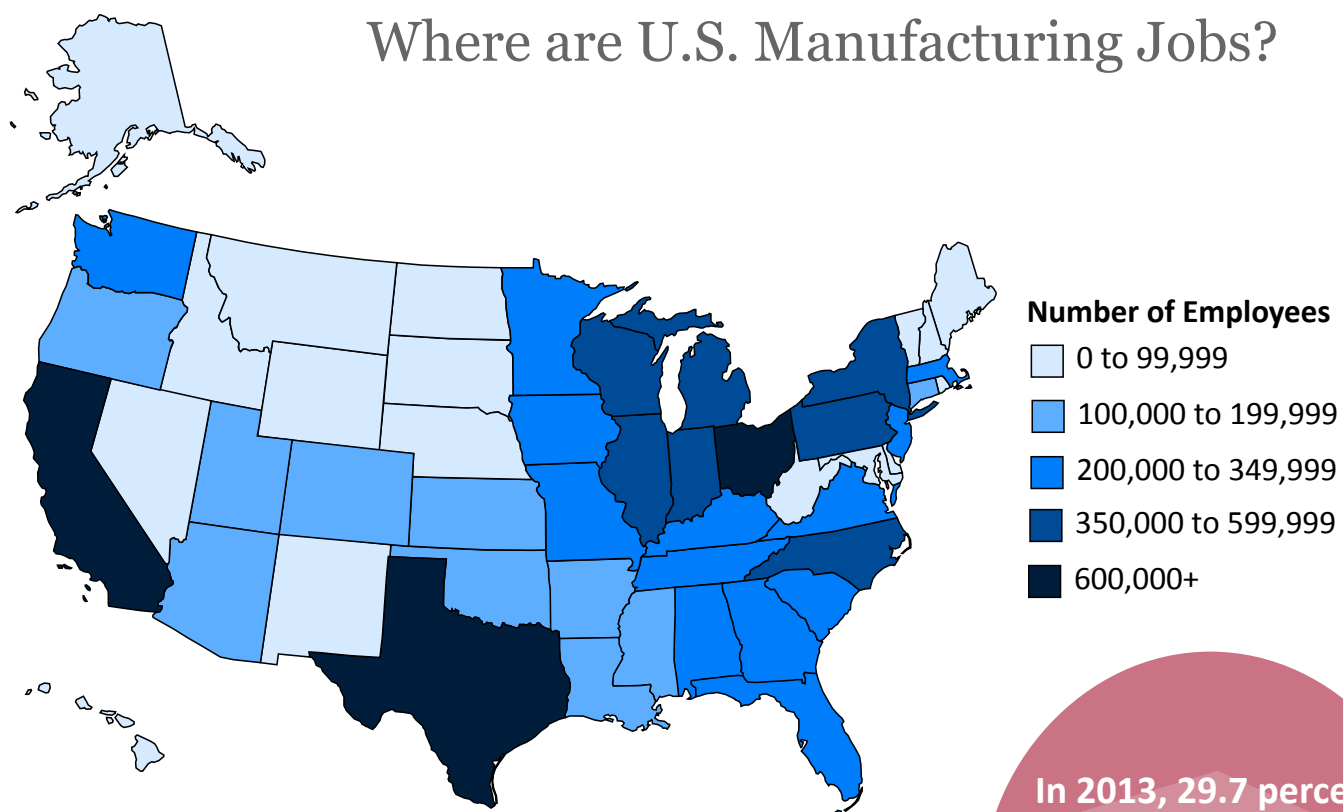 Where are U.S. Manufacturing Jobs?
Number of Employees
0 to 99,999
100,000 to 199,999
200,000 to 349,999
350,000 to 599,999
600,000+
In 2013, 29.7